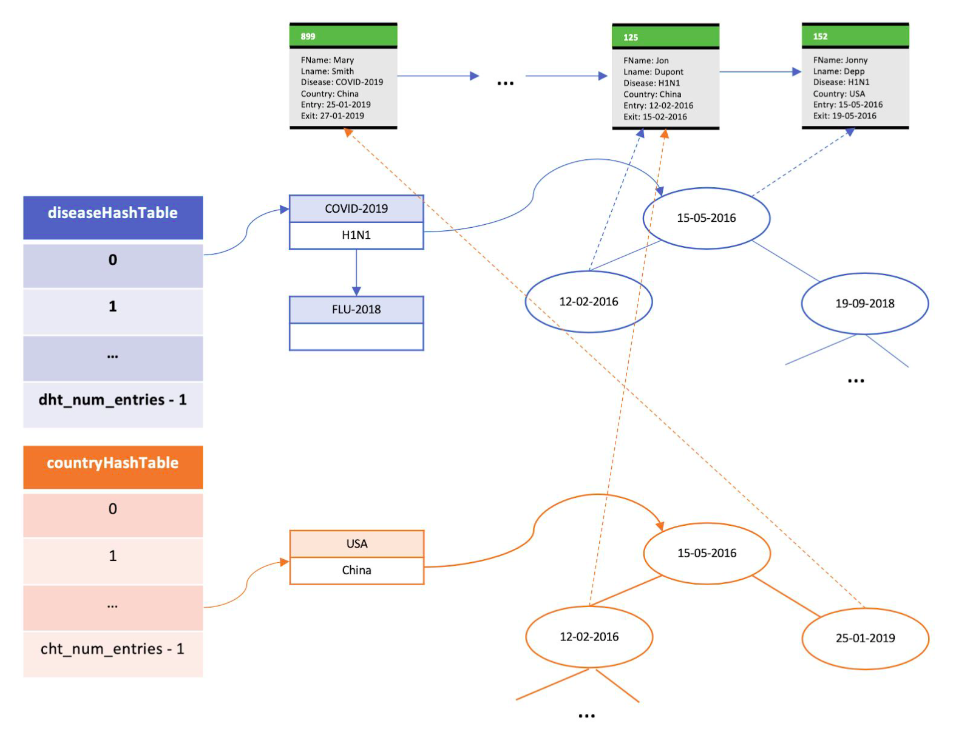 899
FName: Mary
Lname: Smith
Disease: COVID-2019
Country: China
Entry: 25-01-2019
Exit: 27-01-2019
...
125
FName: Jon
Lname: Dupont
Disease: H1N1
Country: China
Entry: 12-02-2016
Exit: 15-02-2016
152
FName: Jonny
Lname: Depp
Disease: H1N1
Country: USA
Entry: 15-05-2016
Exit: 19-05-2016
diseaseHashTable
0
1
...
dht_num_entries - 1
COVID-2019
H1N1
FLU-2018
15-05-2016
12-02-2016
19-09-2018
...
countryHashTable
0
1
...
cht_num_entries - 1
USA
China
15-05-2016
12-02-2016
25-01-2019
...